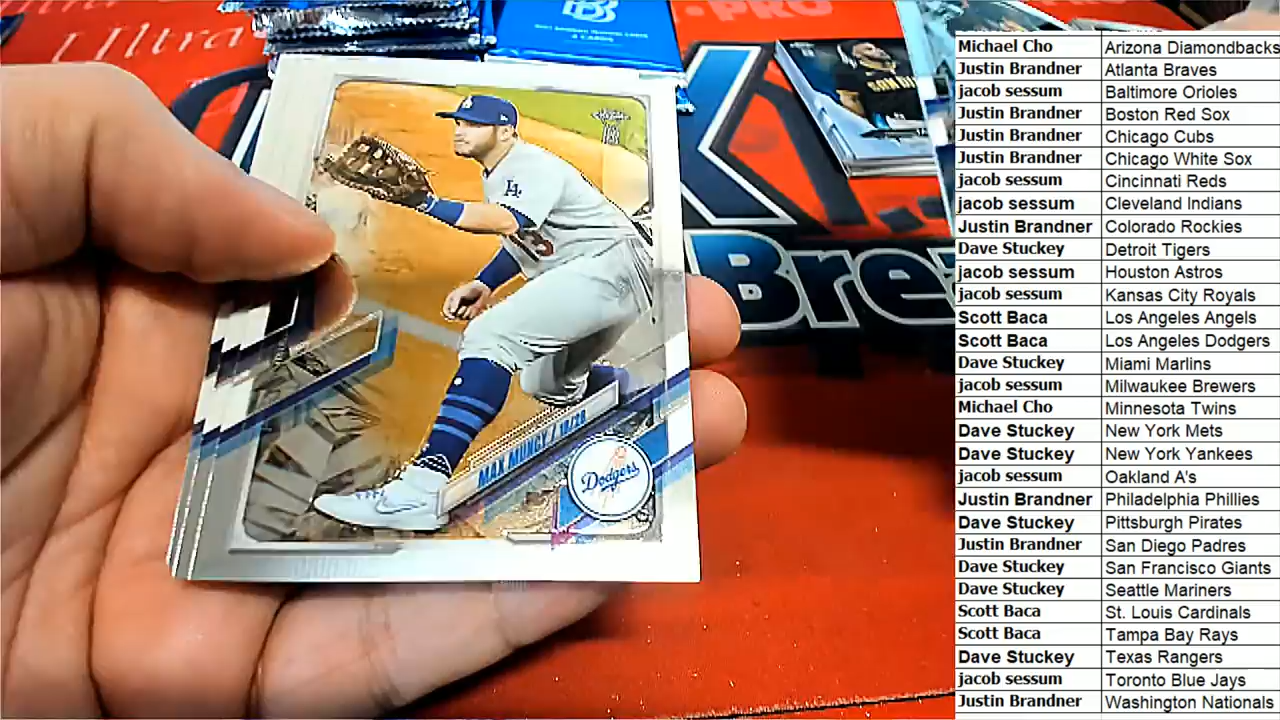 Ultra
PRO
K
Brea
LA
MAX MUNCY / 1B/2B
Dodgers
Michael Cho Arizona Diamondbacks
Justin Brandner Atlanta Braves
jacob sessum Baltimore Orioles
Justin Brandner Boston Red Sox
Justin Brandner Chicago Cubs
Justin Brandner Chicago White Sox
jacob sessum Cincinnati Reds
jacob sessum Cleveland Indians
Justin Brandner Colorado Rockies
Dave Stuckey Detroit Tigers
jacob sessum Houston Astros
jacob sessum Kansas City Royals
Scott Baca Los Angeles Angels
Scott Baca Los Angeles Dodgers
Dave Stuckey Miami Marlins
jacob sessum Milwaukee Brewers
Michael Cho Minnesota Twins
Dave Stuckey New York Mets
Dave Stuckey New York Yankees
jacob sessum Oakland A's
Justin Brandner Philadelphia Phillies
Dave Stuckey Pittsburgh Pirates
Justin Brandner San Diego Padres
Dave Stuckey San Francisco Giants
Dave Stuckey Seattle Mariners
Scott Baca St. Louis Cardinals
Scott Baca Tampa Bay Rays
Dave Stuckey Texas Rangers
jacob sessum Toronto Blue Jays
Justin Brandner Washington Nationals